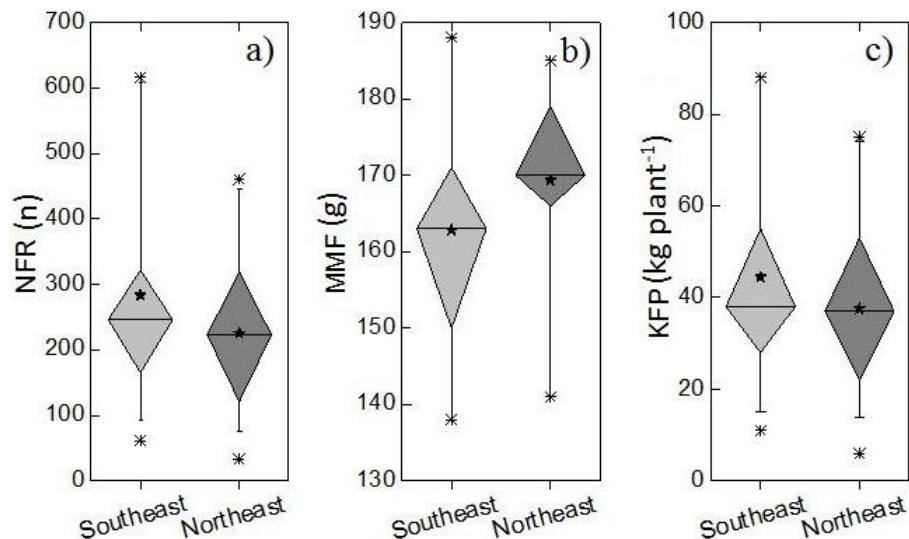 a)
NFR (n)
700
600
500
400
300
200
100
0
Southeast
Northeast
b)
MMF (g)
190
180
170
160
150
140
130
Southeast
Northeast
c)
KFP (kg plant⁻¹)
100
80
60
40
20
0
Southeast
Northeast